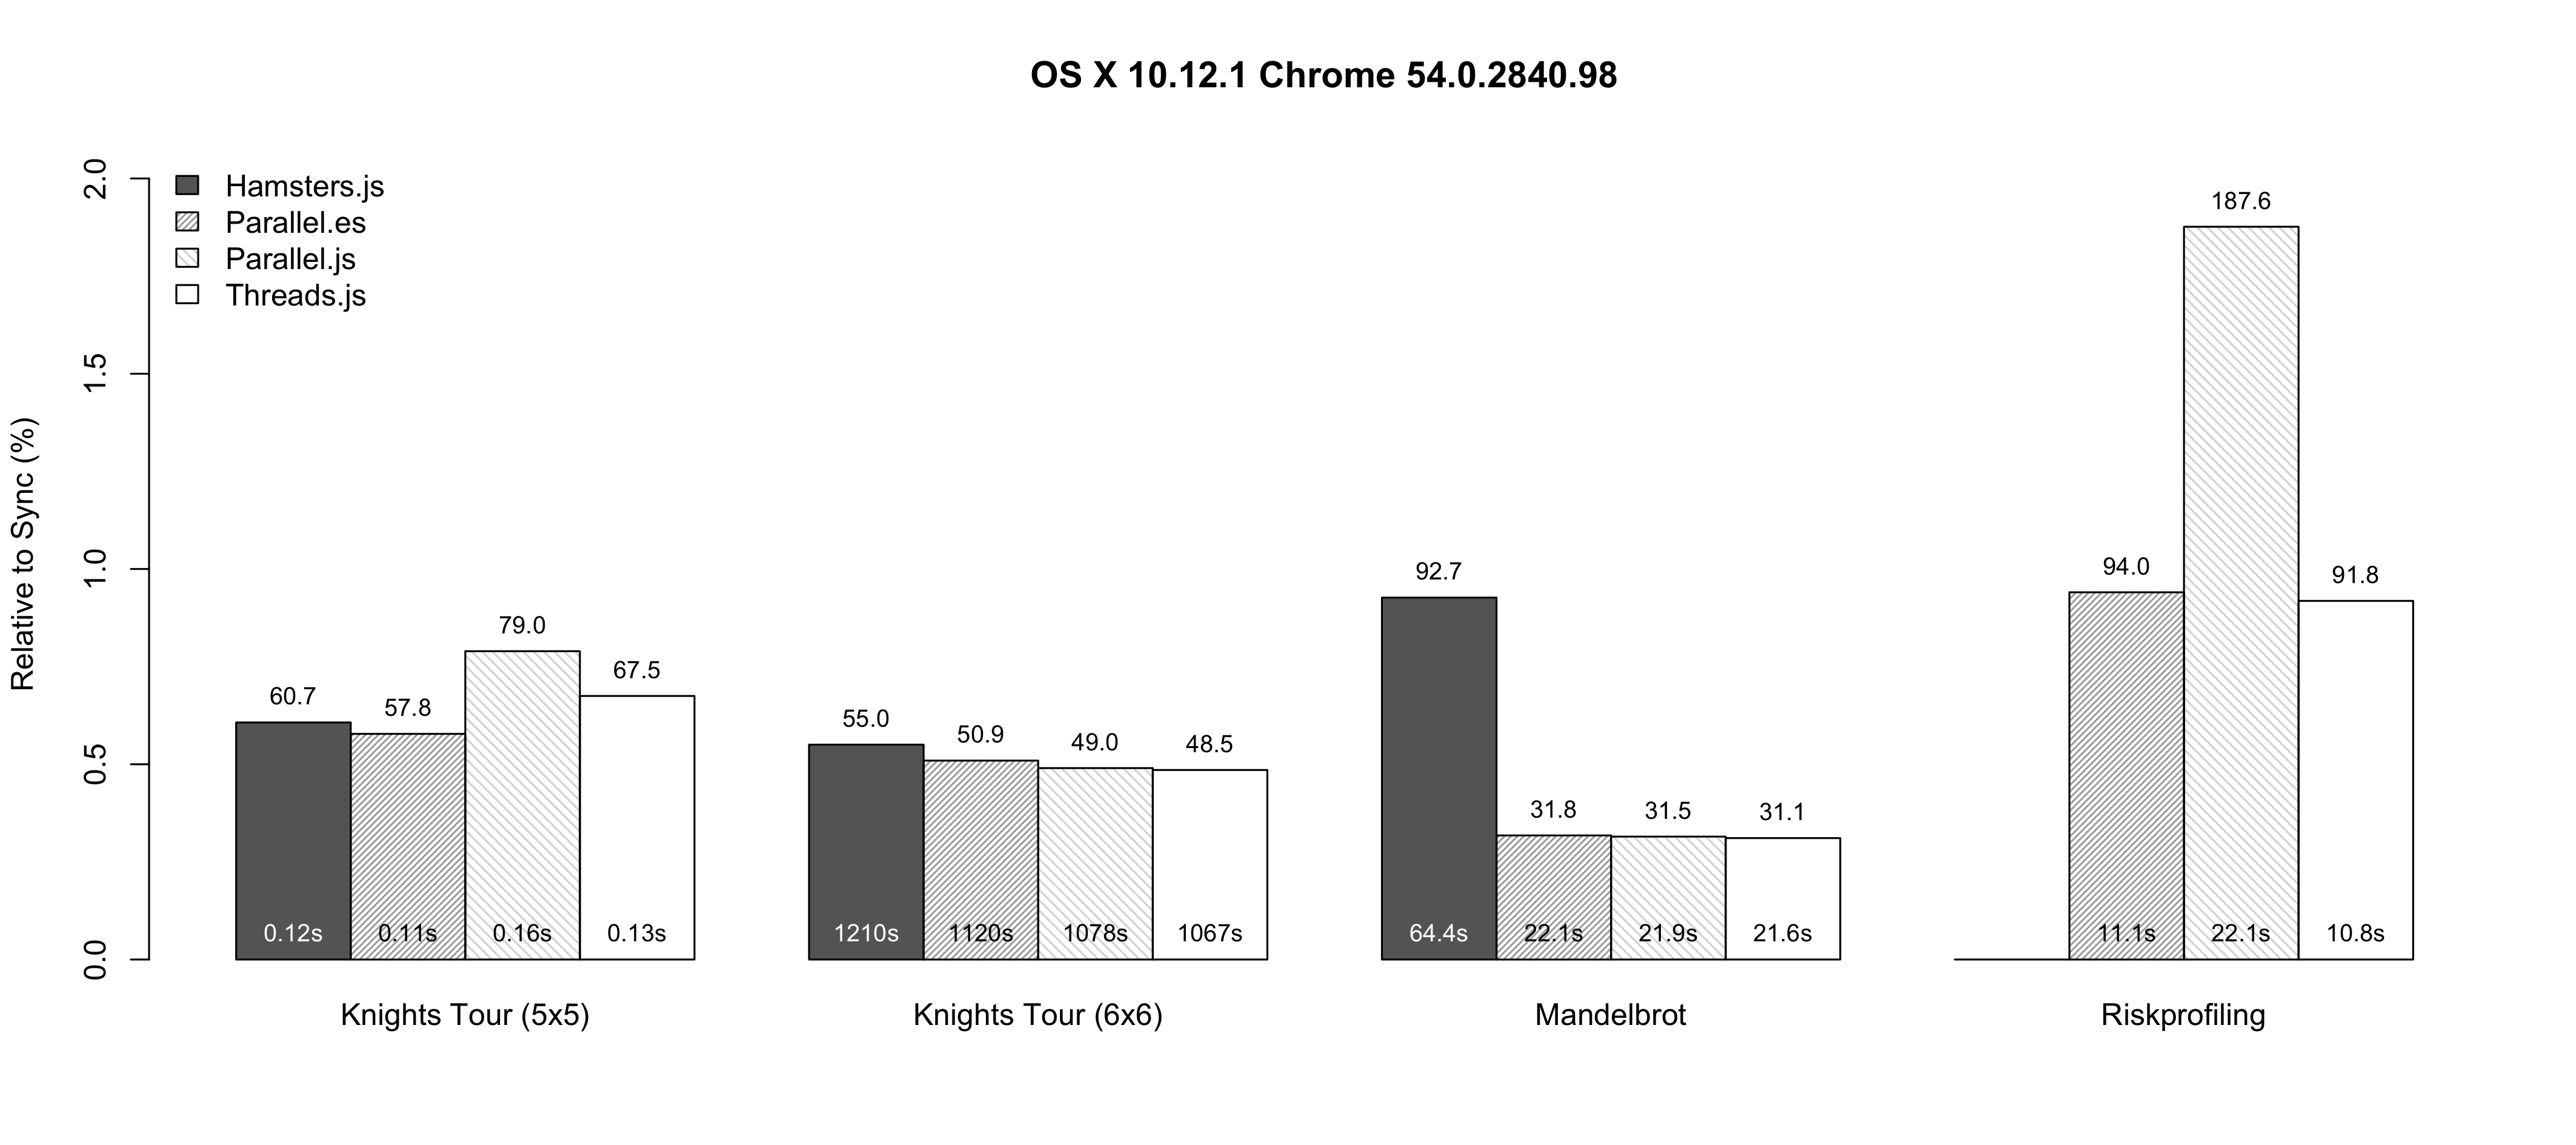 OS X 10.12.1 Chrome 54.0.2840.98
Relative to Sync (%)
2.0
1.5
1.0
0.5
0.0
Hamsters.js
Parallel.es
Parallel.js
Threads.js
60.7
57.8
79.0
67.5
0.12s
0.11s
0.16s
0.13s
Knights Tour (5x5)
55.0
50.9
49.0
48.5
1210s
1120s
1078s
1067s
Knights Tour (6x6)
92.7
31.8
31.5
31.1
64.4s
22.1s
21.9s
21.6s
Mandelbrot
94.0
187.6
91.8
11.1s
22.1s
10.8s
Riskprofiling